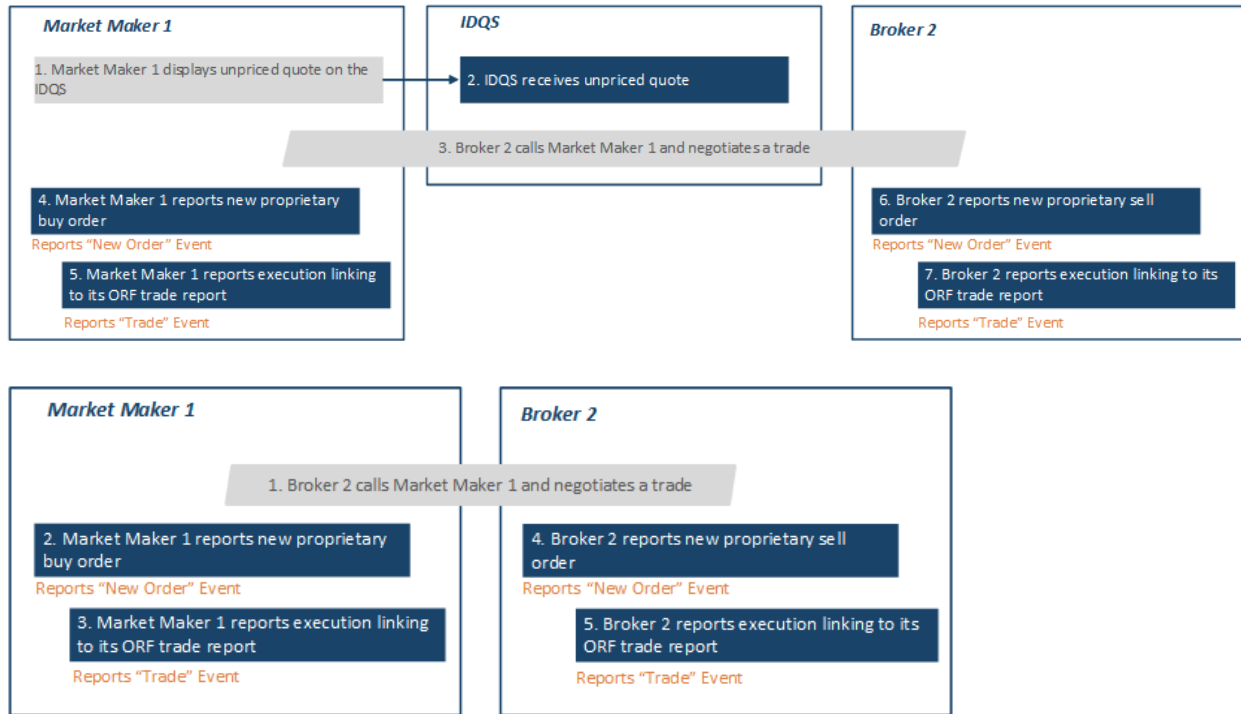 Market Maker 1
IDQS
Broker 2
1. Market Maker 1 displays unpriced quote on the
IDQS
2. IDQS receives unpriced quote
3. Broker 2 calls Market Maker 1 and negotiates a trade
4. Market Maker 1 reports new proprietary
buy order
Reports “New Order” Event
5. Market Maker 1 reports execution linking
to its ORF trade report
Reports “Trade” Event
6. Broker 2 reports new proprietary sell
order
Reports “New Order” Event
7. Broker 2 reports execution linking to its
ORF trade report
Reports “Trade” Event
Market Maker 1
Broker 2
1. Broker 2 calls Market Maker 1 and negotiates a trade
2. Market Maker 1 reports new proprietary
buy order
Reports “New Order” Event
3. Market Maker 1 reports execution linking
to its ORF trade report
Reports “Trade” Event
4. Broker 2 reports new proprietary sell
order
Reports “New Order” Event
5. Broker 2 reports execution linking to its
ORF trade report
Reports “Trade” Event